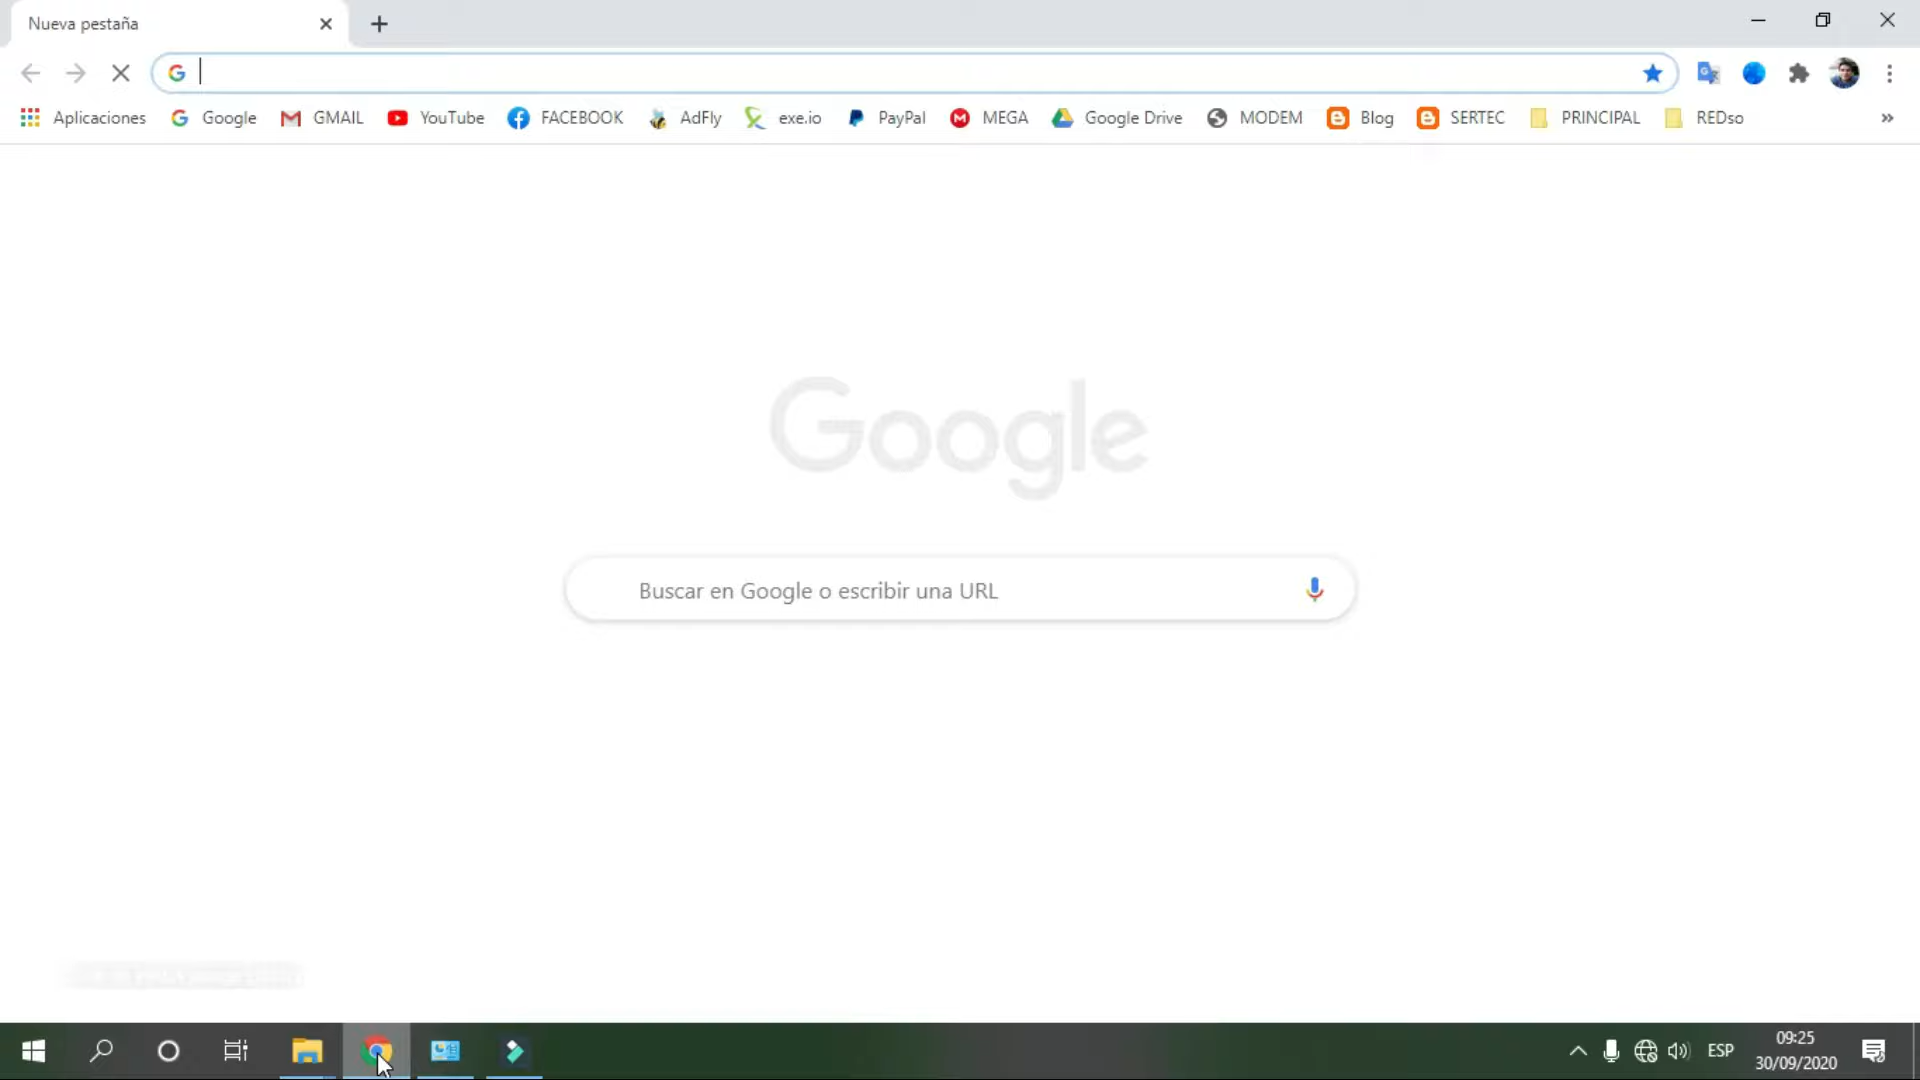 Nueva pestaña
Aplicaciones Google GMAIL YouTube FACEBOOK AdFly exe.io PayPal MEGA Google Drive MODEM Blog SERTEC PRINCIPAL REDso »
Google
Buscar en Google o escribir una URL
ESP
09:25
30/09/2020